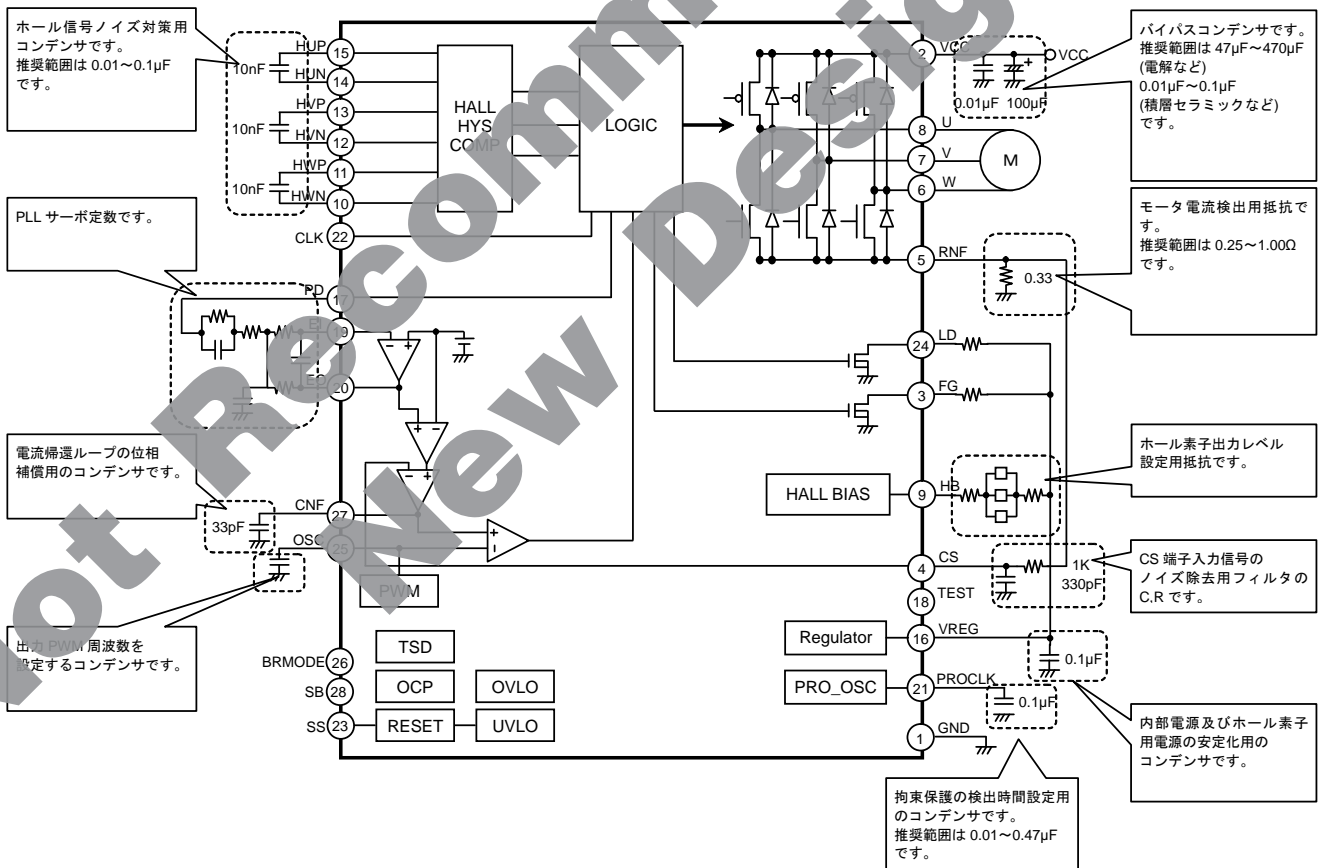 ホール信号ノイズ対策用
コンデンサです。
推奨範囲は 0.01～0.1µF
です。
PLL サーボ定数です。
電流帰還ループの位相
補償用のコンデンサです。
出力 PWM 周波数を
設定するコンデンサです。
10nF
10nF
10nF
33pF
HUP 15
HUN 14
HVP 13
HVN 12
HWP 11
HWN 10
CLK 22
PD 17
EI 19
EO 20
CNF 27
OSC 25
BRMODE 26
SB 28
SS 23
HALL
HYS
COMP
LOGIC
PWM
TSD
OCP
OVLO
RESET
UVLO
HALL BIAS
Regulator
PRO_OSC
2 VCC
VCC
0.01µF
100µF
+
8 U
7 V
6 W
M
5 RNF
0.33
24 LD
3 FG
9 HB
4 CS
1K
330pF
18 TEST
16 VREG
0.1µF
21 PROCLK
0.1µF
1 GND
バイパスコンデンサです。
推奨範囲は 47µF～470µF
(電解など)
0.01µF～0.1µF
(積層セラミックなど)
です。
モータ電流検出用抵抗で
す。
推奨範囲は 0.25～1.00Ω
です。
ホール素子出力レベル
設定用抵抗です。
CS 端子入力信号の
ノイズ除去用フィルタの
C,R です。
内部電源及びホール素子
用電源の安定化用の
コンデンサです。
拘束保護の検出時間設定用
のコンデンサです。
推奨範囲は 0.01～0.47µF
です。
Not Recomm
New Desig